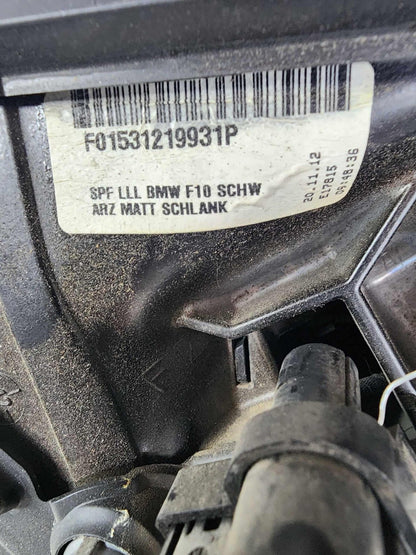 F01531219931P
SPF LLL BMW F10 SCHW
ARZ MATT SCHLANK
20.11.12
E17815
09:48:36